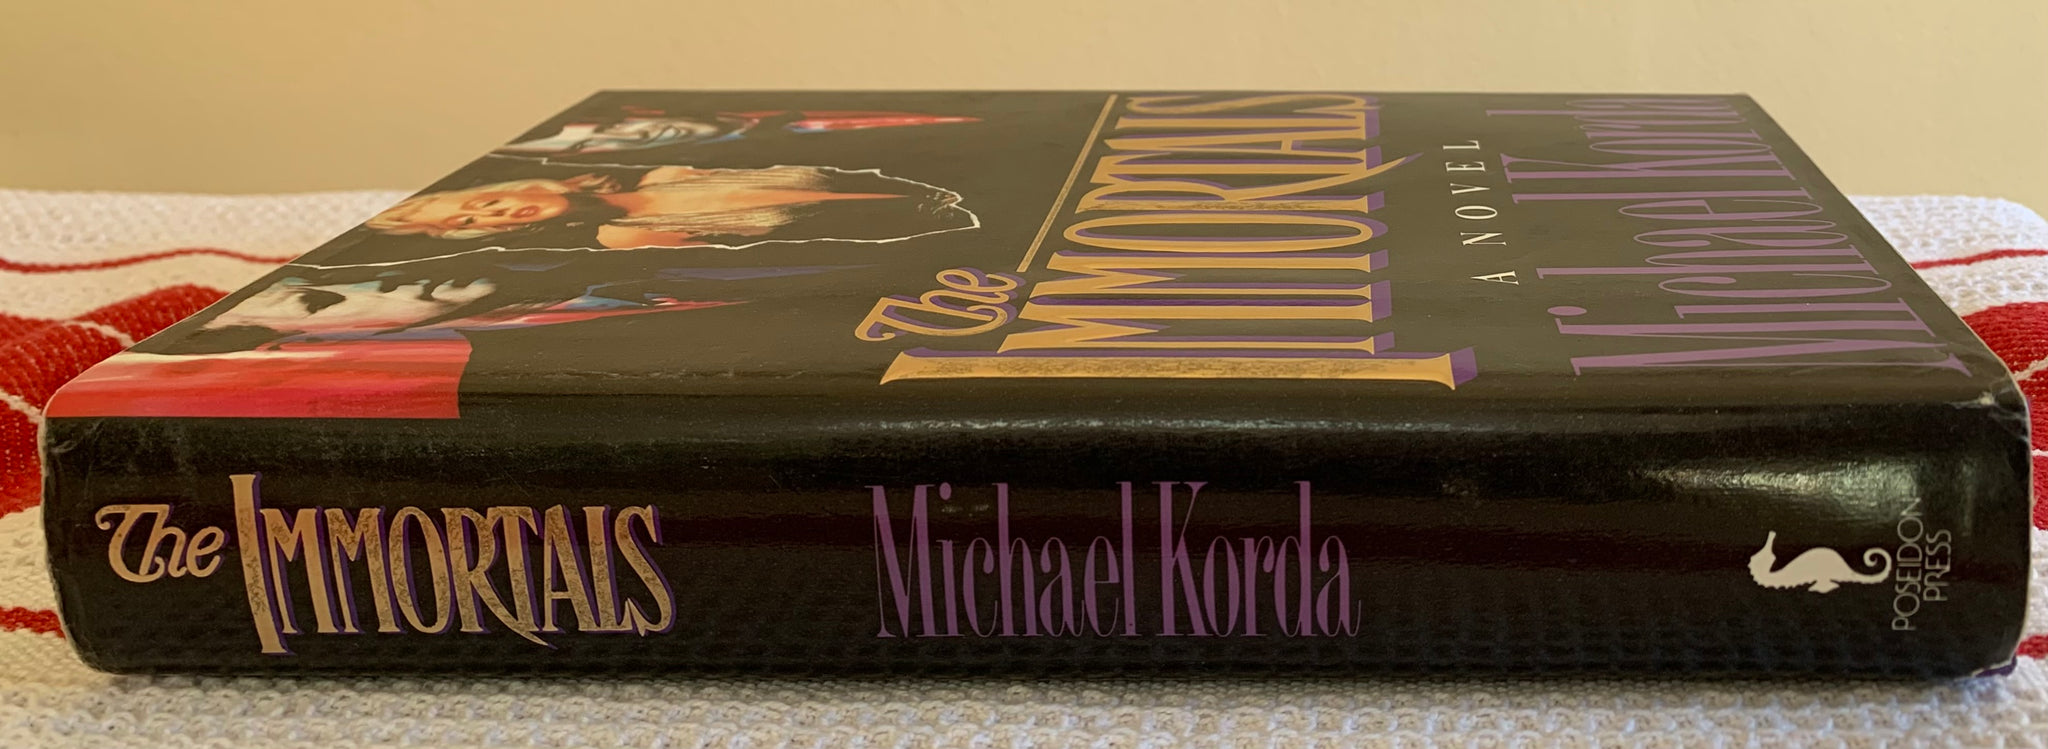 The IMMORTALS
A NOVEL
Michael Korda
The IMMORTALS
Michael Korda
POSEIDON
PRESS